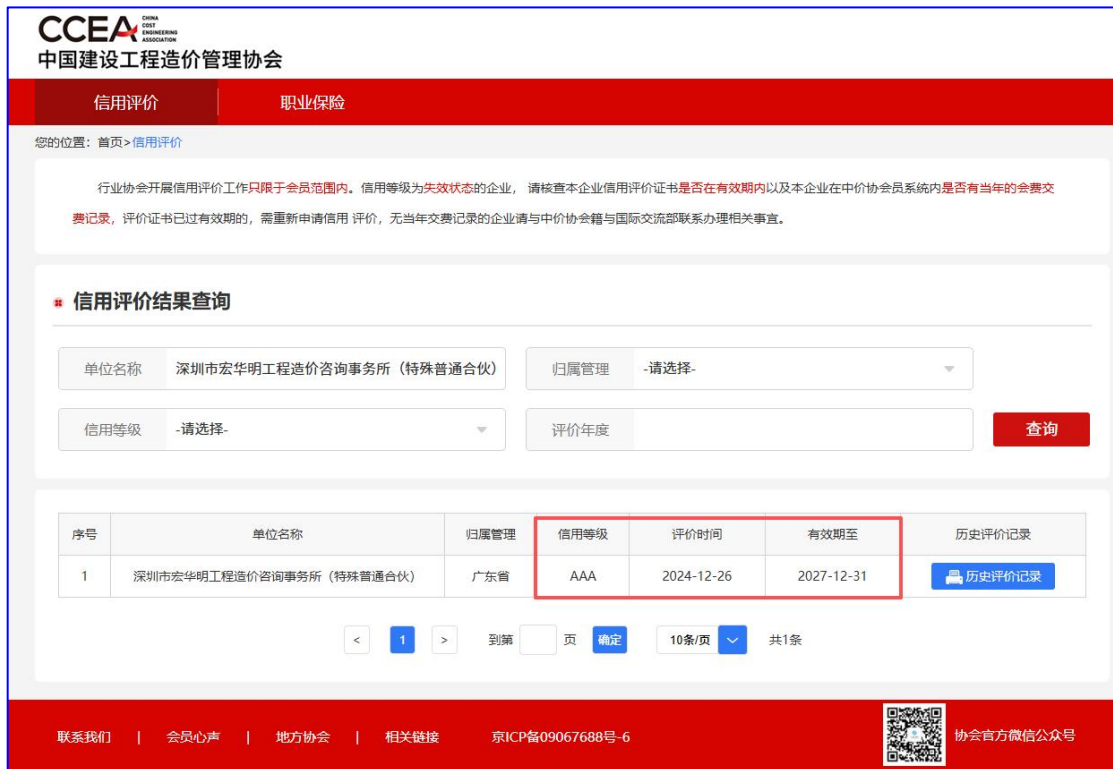 CCEA CHINA COST ENGINEERING ASSOCIATION
中国建设工程造价管理协会
信用评价 职业保险
您的位置：首页>信用评价
行业协会开展信用评价工作只限于会员范围内。信用等级为失效状态的企业， 请核查本企业信用评价证书是否在有效期内以及本企业在中价协会员系统内是否有当年的会费交
费记录，评价证书已过有效期的，需重新申请信用 评价，无当年交费记录的企业请与中价协会籍与国际交流部联系办理相关事宜。
信用评价结果查询
单位名称 深圳市宏华明工程造价咨询事务所（特殊普通合伙） 归属管理 -请选择-
信用等级 -请选择- 评价年度 查询
序号 单位名称 归属管理 信用等级 评价时间 有效期至 历史评价记录
1 深圳市宏华明工程造价咨询事务所（特殊普通合伙） 广东省 AAA 2024-12-26 2027-12-31 历史评价记录
< 1 > 到第 页 确定 10条/页 共1条
联系我们 | 会员心声 | 地方协会 | 相关链接 京ICP备09067688号-6 协会官方微信公众号